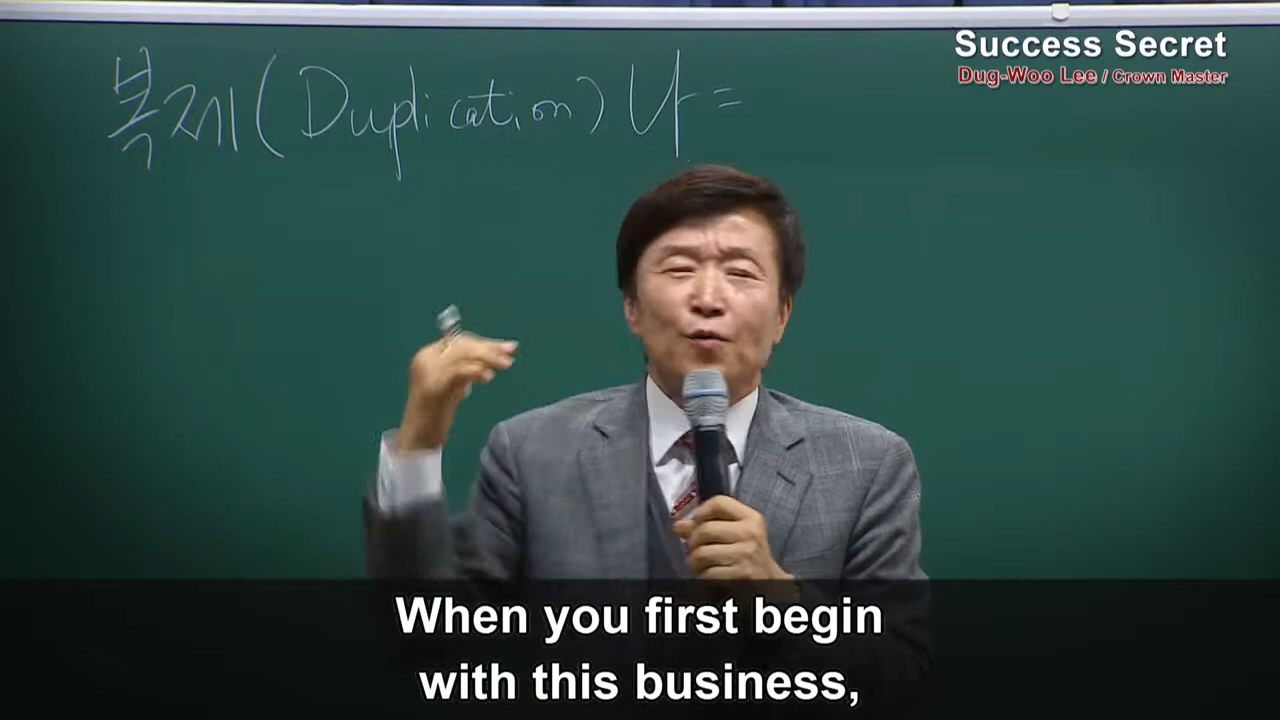 Success Secret
Dug-Woo Lee / Crown Master
복제(Duplication) 나 =
When you first begin
with this business,